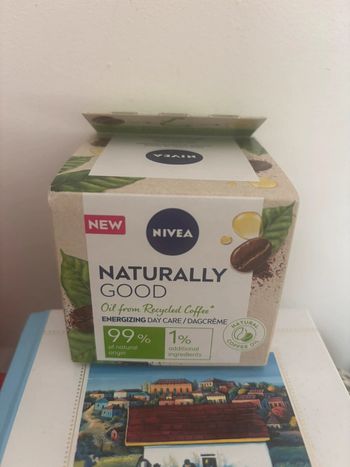 NIVEA
NEW
NIVEA
NATURALLY
GOOD
Oil from Recycled Coffee*
ENERGIZING DAY CARE / DAGCRÈME
99%
of natural
origin
1%
additional
ingredients
NATURAL
COFFEE OIL